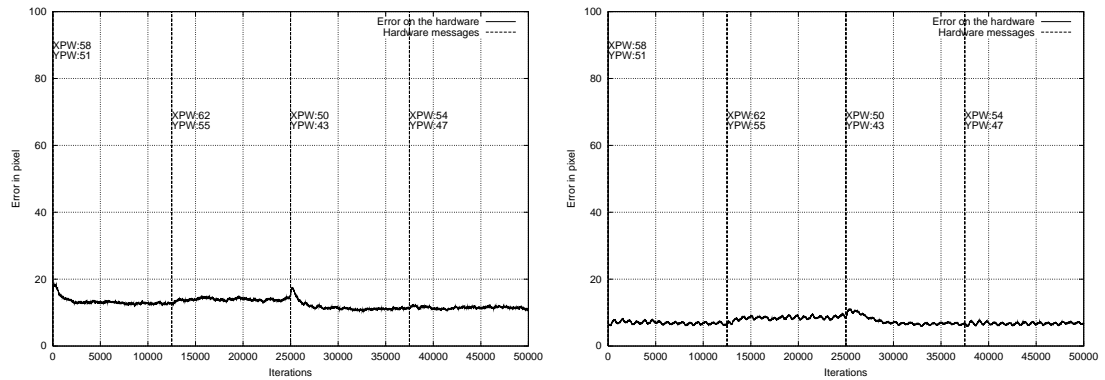 100
80
60
40
20
0
Error in pixel
XPW:58
YPW:51
XPW:62
YPW:55
XPW:50
YPW:43
XPW:54
YPW:47
Error on the hardware
Hardware messages
0 5000 10000 15000 20000 25000 30000 35000 40000 45000 50000
Iterations
100
80
60
40
20
0
Error in pixel
XPW:58
YPW:51
XPW:62
YPW:55
XPW:50
YPW:43
XPW:54
YPW:47
Error on the hardware
Hardware messages
0 5000 10000 15000 20000 25000 30000 35000 40000 45000 50000
Iterations